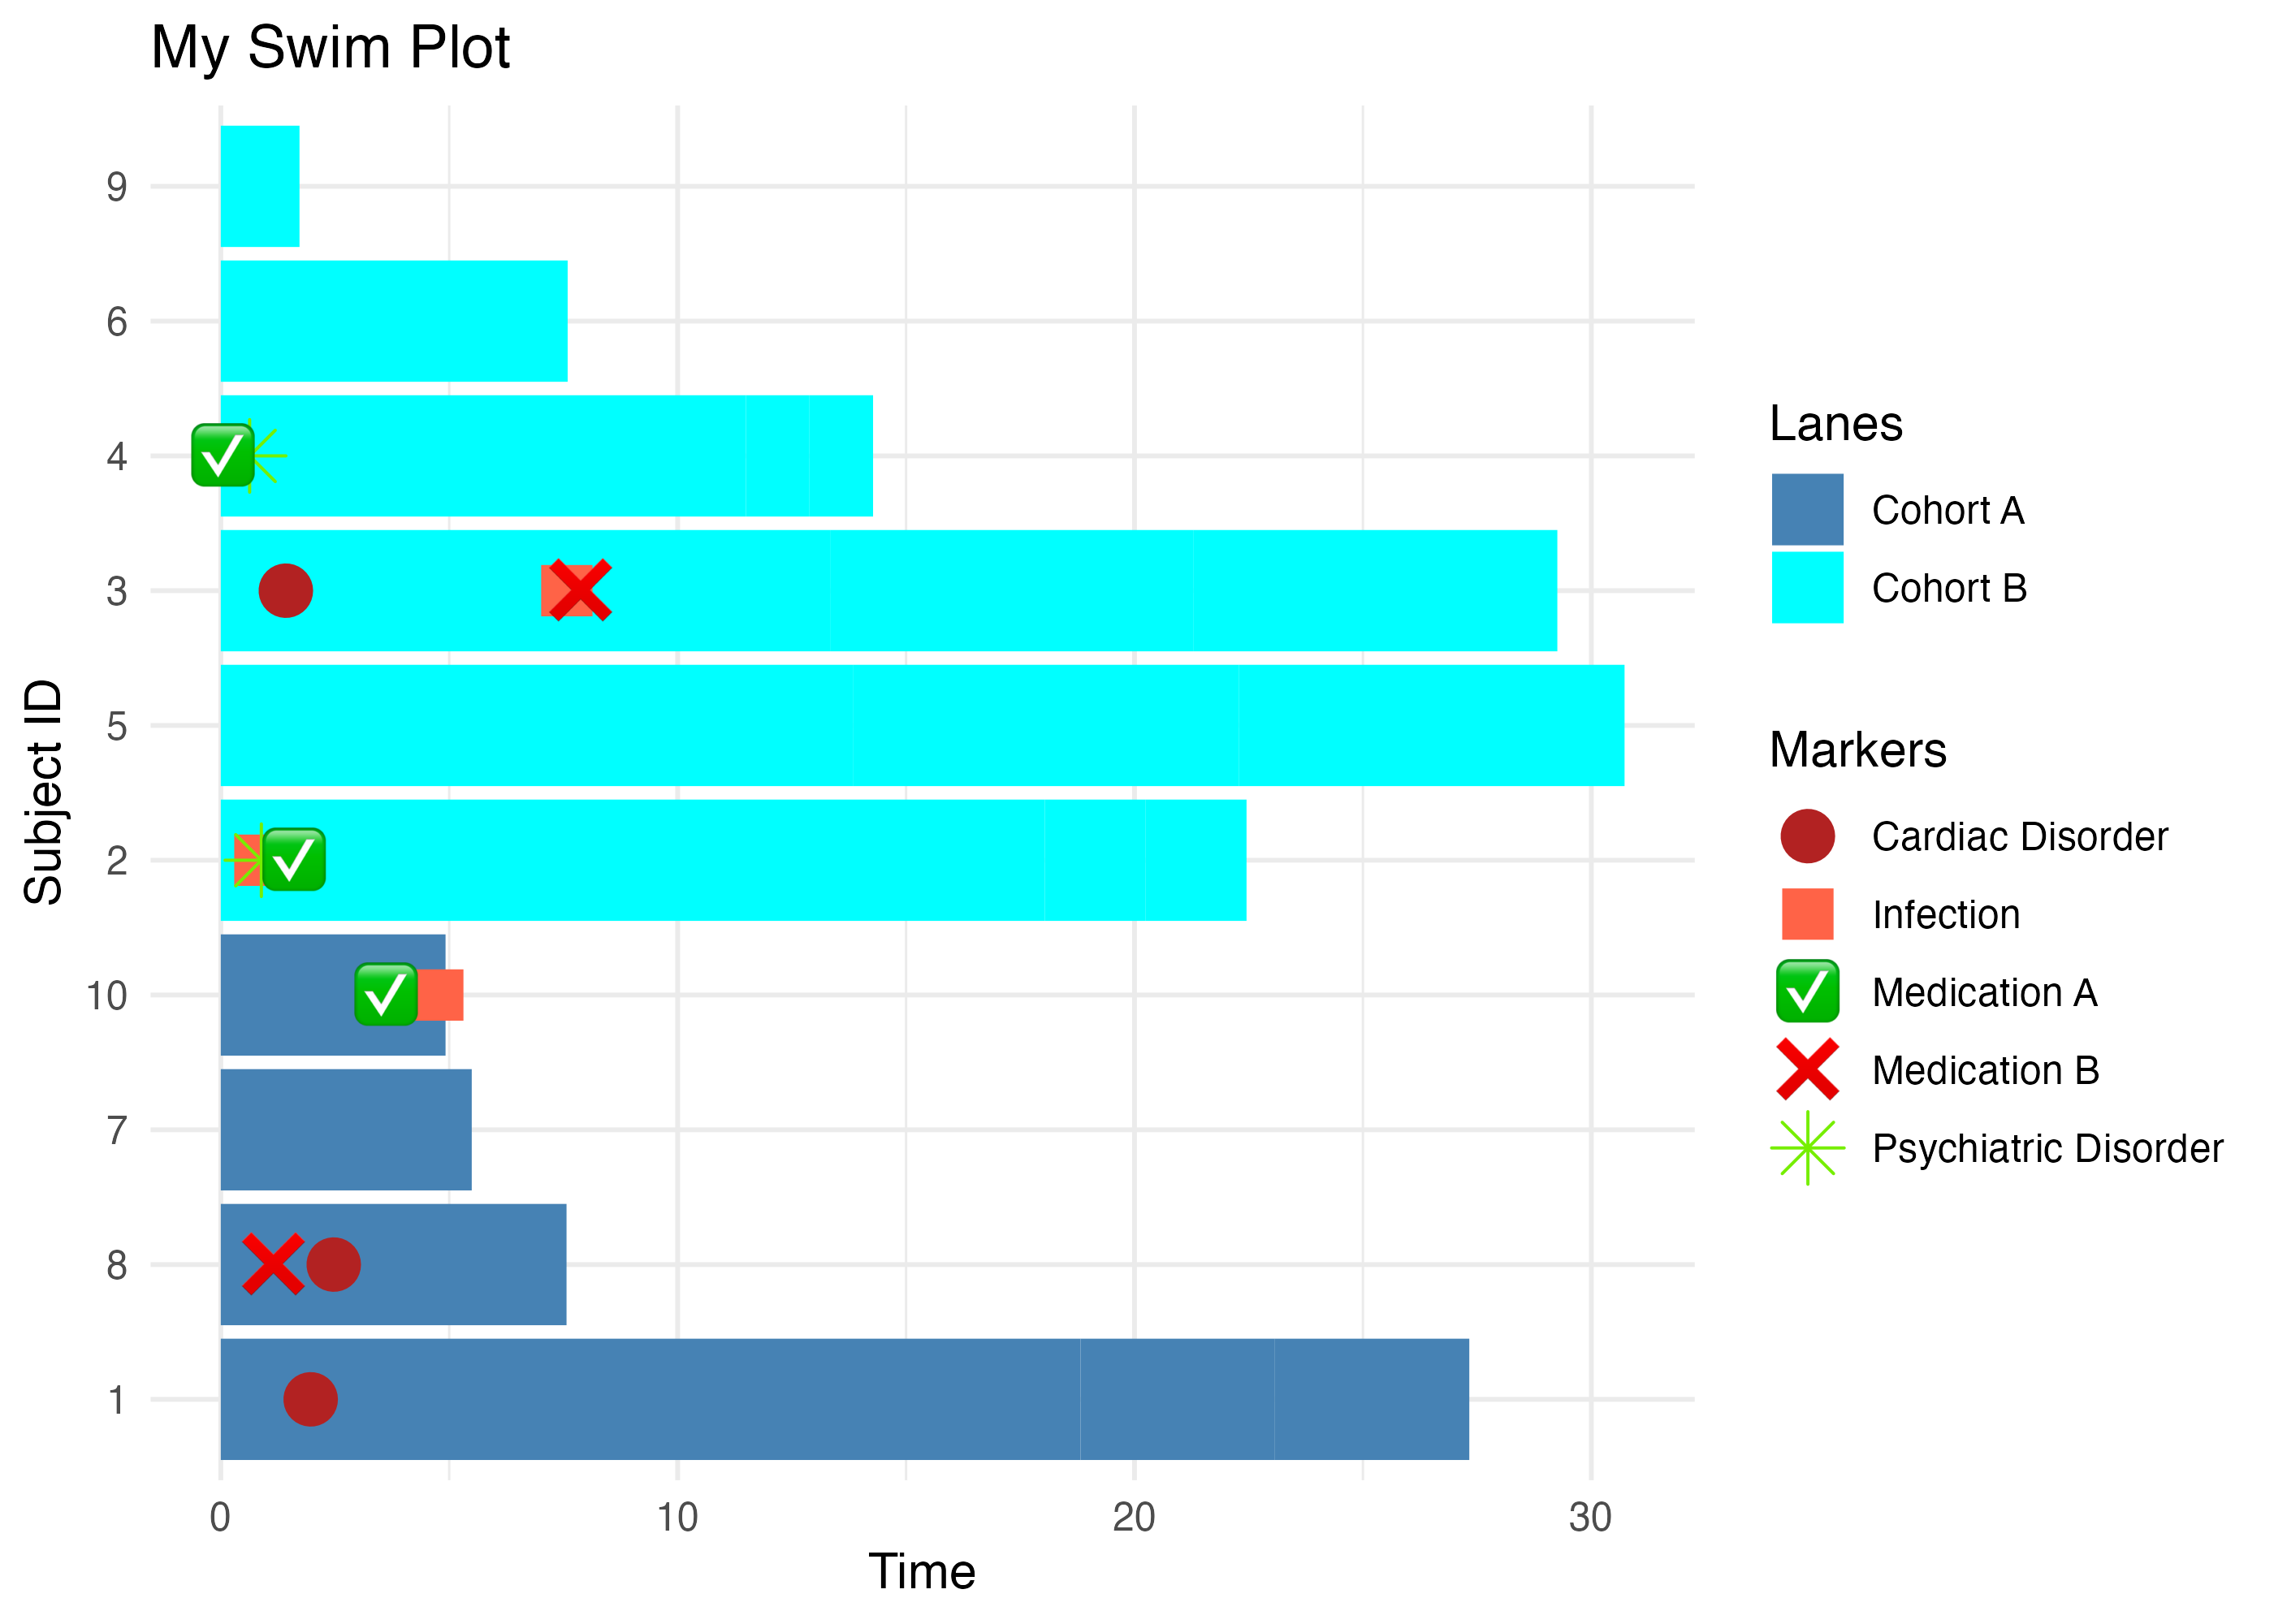 My Swim Plot
Subject ID
9
6
4
3
5
2
10
7
8
1
0 10 20 30
Time
Lanes
Cohort A
Cohort B
Markers
Cardiac Disorder
Infection
Medication A
Medication B
Psychiatric Disorder